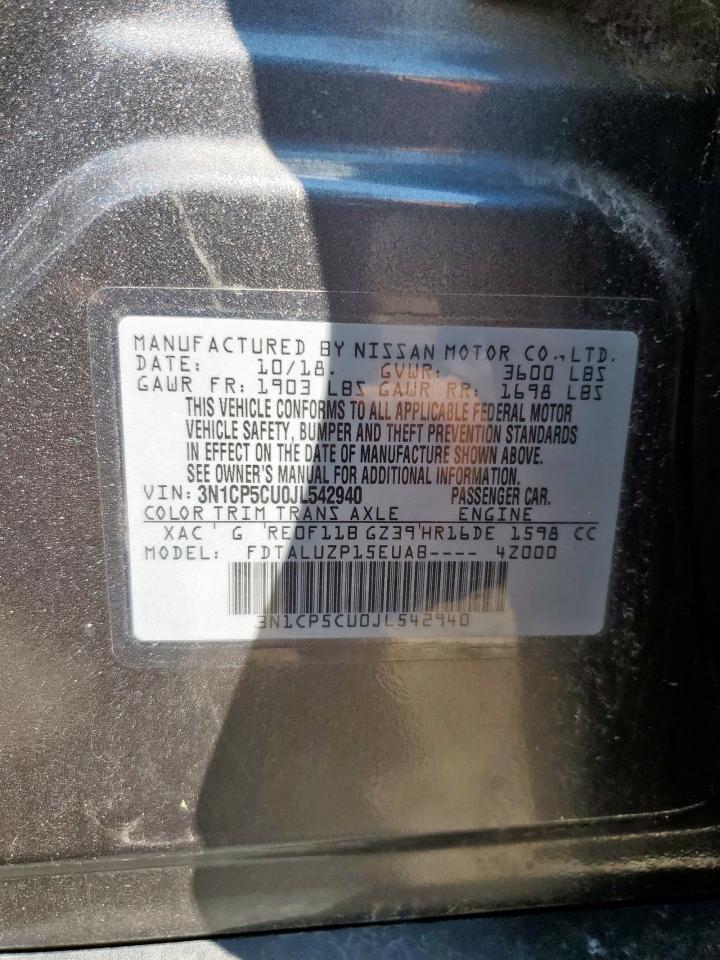 MANUFACTURED BY NISSAN MOTOR CO.,LTD.
DATE: 10/18. GVWR: 3600 LBS
GAWR FR: 1903 LBS GAWR RR: 1698 LBS
THIS VEHICLE CONFORMS TO ALL APPLICABLE FEDERAL MOTOR
VEHICLE SAFETY, BUMPER AND THEFT PREVENTION STANDARDS
IN EFFECT ON THE DATE OF MANUFACTURE SHOWN ABOVE.
SEE OWNER'S MANUAL FOR ADDITIONAL INFORMATION.
VIN: 3N1CP5CU0JL542940 PASSENGER CAR.
COLOR TRIM TRANS AXLE ENGINE
XAC G RE0F11B GZ39 HR16DE 1598 CC
MODEL: FDTALUZP15EUA8---- 4Z000
3N1CP5CU0JL542940